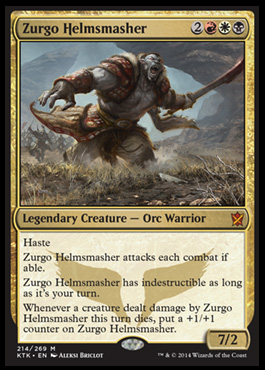 Zurgo Helmsmasher 2
Legendary Creature — Orc Warrior
Haste
Zurgo Helmsmasher attacks each combat if
able.
Zurgo Helmsmasher has indestructible as long
as it's your turn.
Whenever a creature dealt damage by Zurgo
Helmsmasher this turn dies, put a +1/+1
counter on Zurgo Helmsmasher.
7/2
214/269 M
KTK • EN ALEKSI BRICLOT
™ & © 2014 Wizards of the Coast